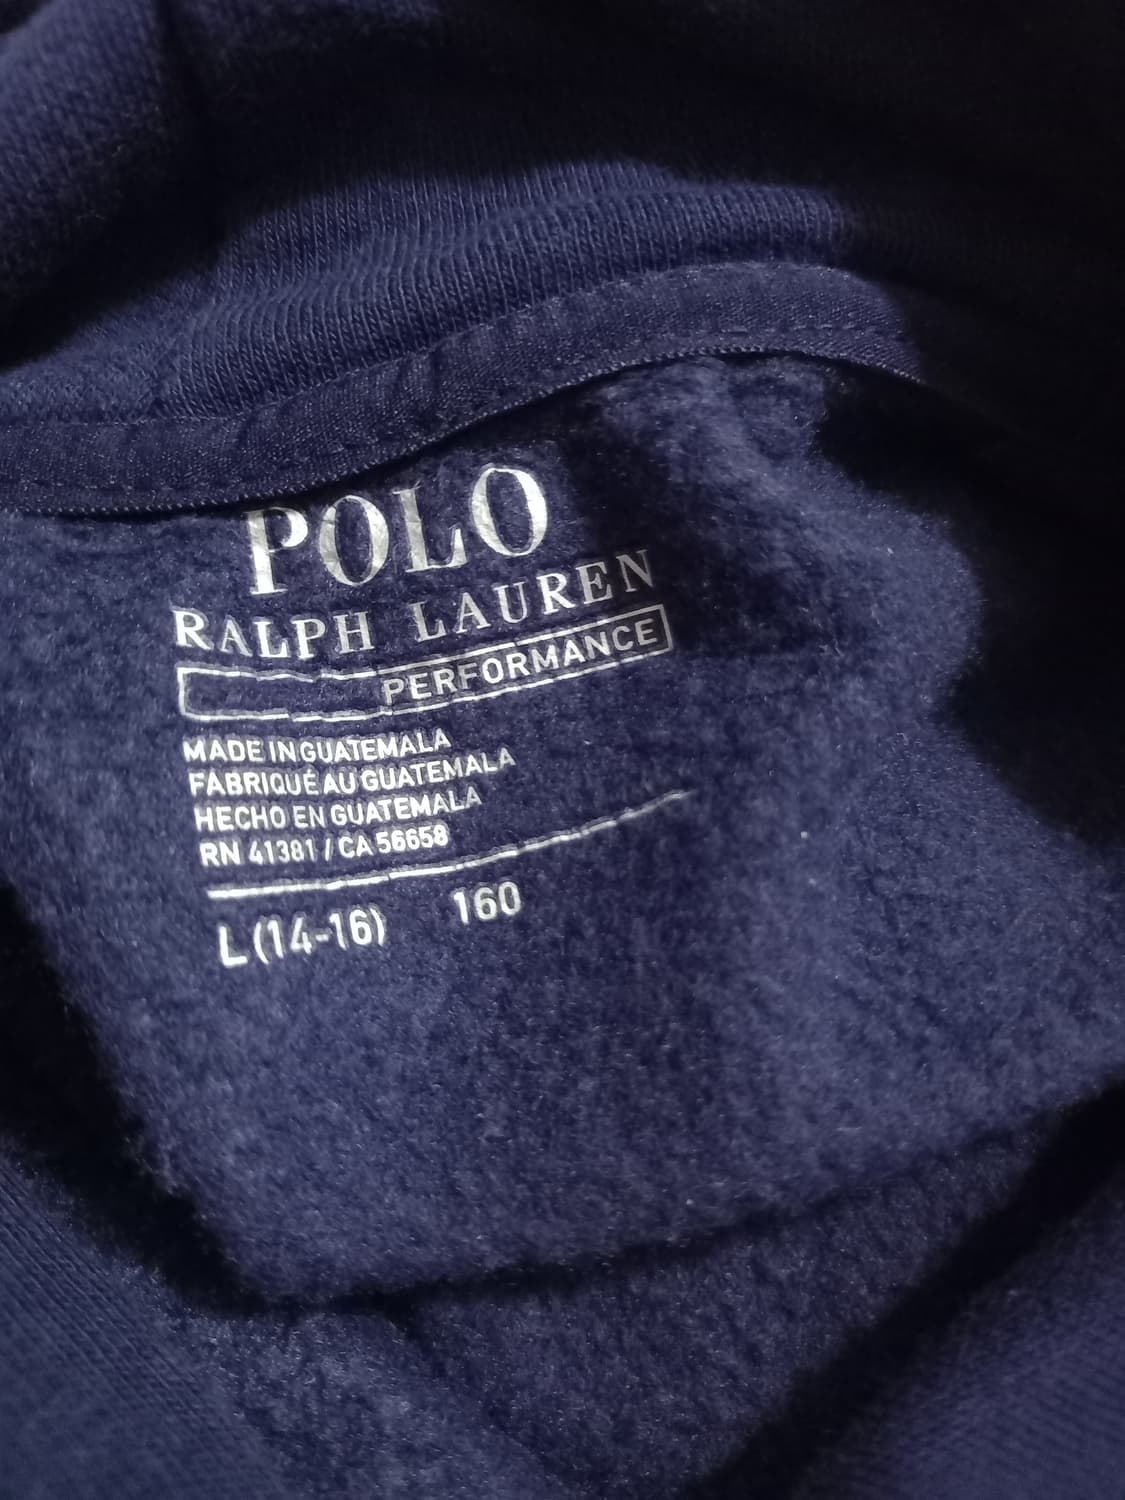 POLO
RALPH LAUREN
PERFORMANCE
MADE IN GUATEMALA
FABRIQUÉ AU GUATEMALA
HECHO EN GUATEMALA
RN 41381 / CA 56658
L (14-16) 160